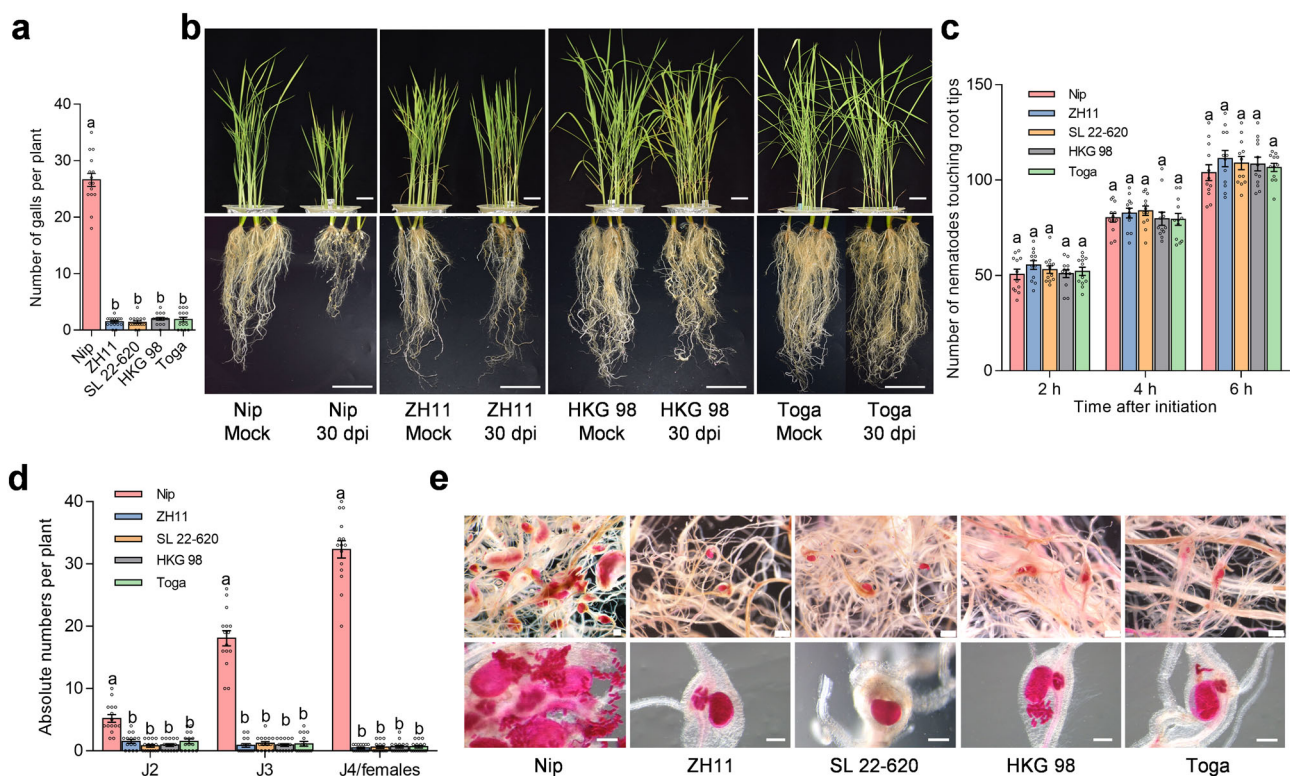 a
Number of galls per plant
40
30
20
10
0
a
b
b
b
b
Nip
ZH11
SL 22-620
HKG 98
Toga
b
Nip
Mock
Nip
30 dpi
ZH11
Mock
ZH11
30 dpi
HKG 98
Mock
HKG 98
30 dpi
Toga
Mock
Toga
30 dpi
c
Number of nematodes touching root tips
150
100
50
0
Nip
ZH11
SL 22-620
HKG 98
Toga
a a a a a
a a a a a
a a a a a
2 h
4 h
6 h
Time after initiation
d
Absolute numbers per plant
40
30
20
10
0
Nip
ZH11
SL 22-620
HKG 98
Toga
a b b b b
a b b b b
a b b b b
J2
J3
J4/females
e
Nip
ZH11
SL 22-620
HKG 98
Toga